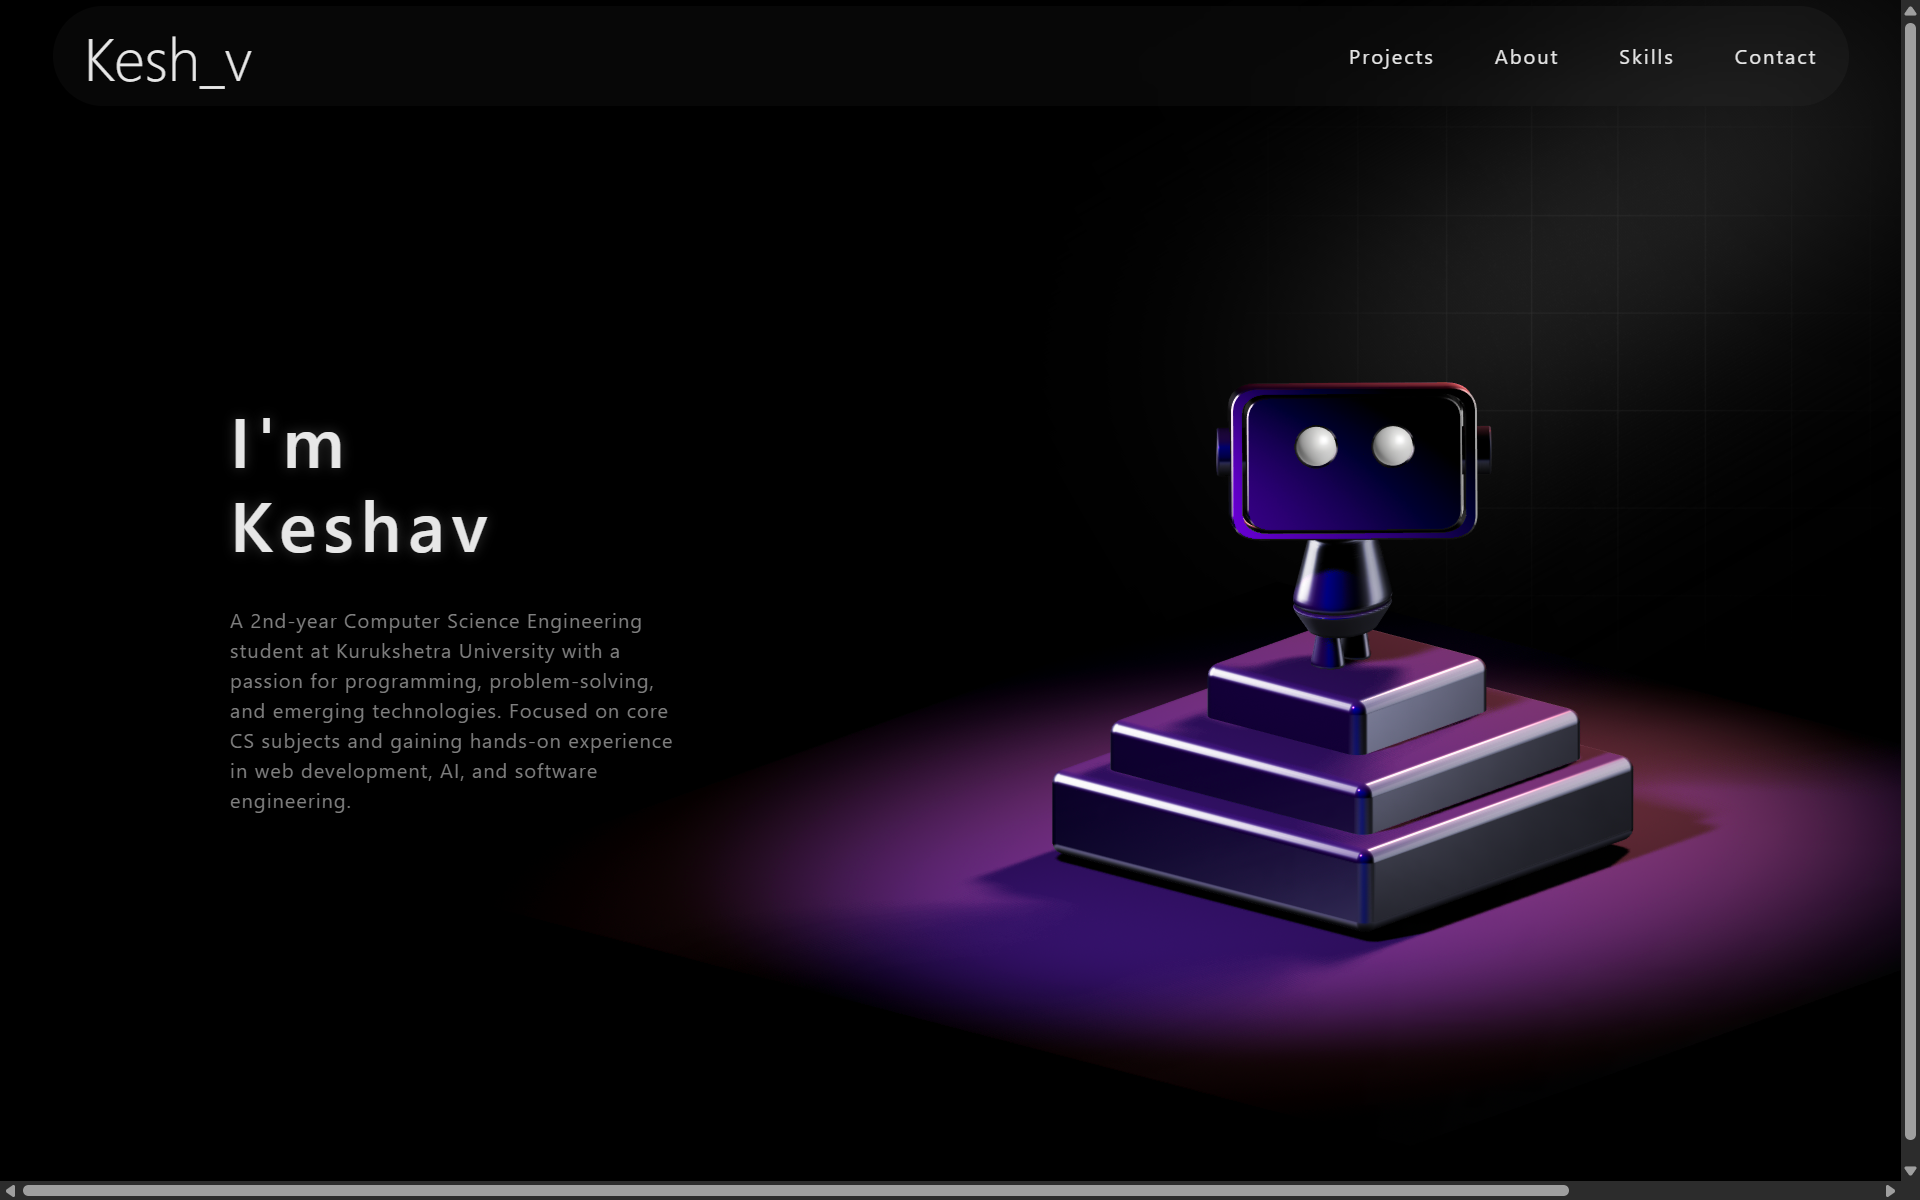 Kesh_v
Projects
About
Skills
Contact
I'm
Keshav
A 2nd-year Computer Science Engineering
student at Kurukshetra University with a
passion for programming, problem-solving,
and emerging technologies. Focused on core
CS subjects and gaining hands-on experience
in web development, AI, and software
engineering.